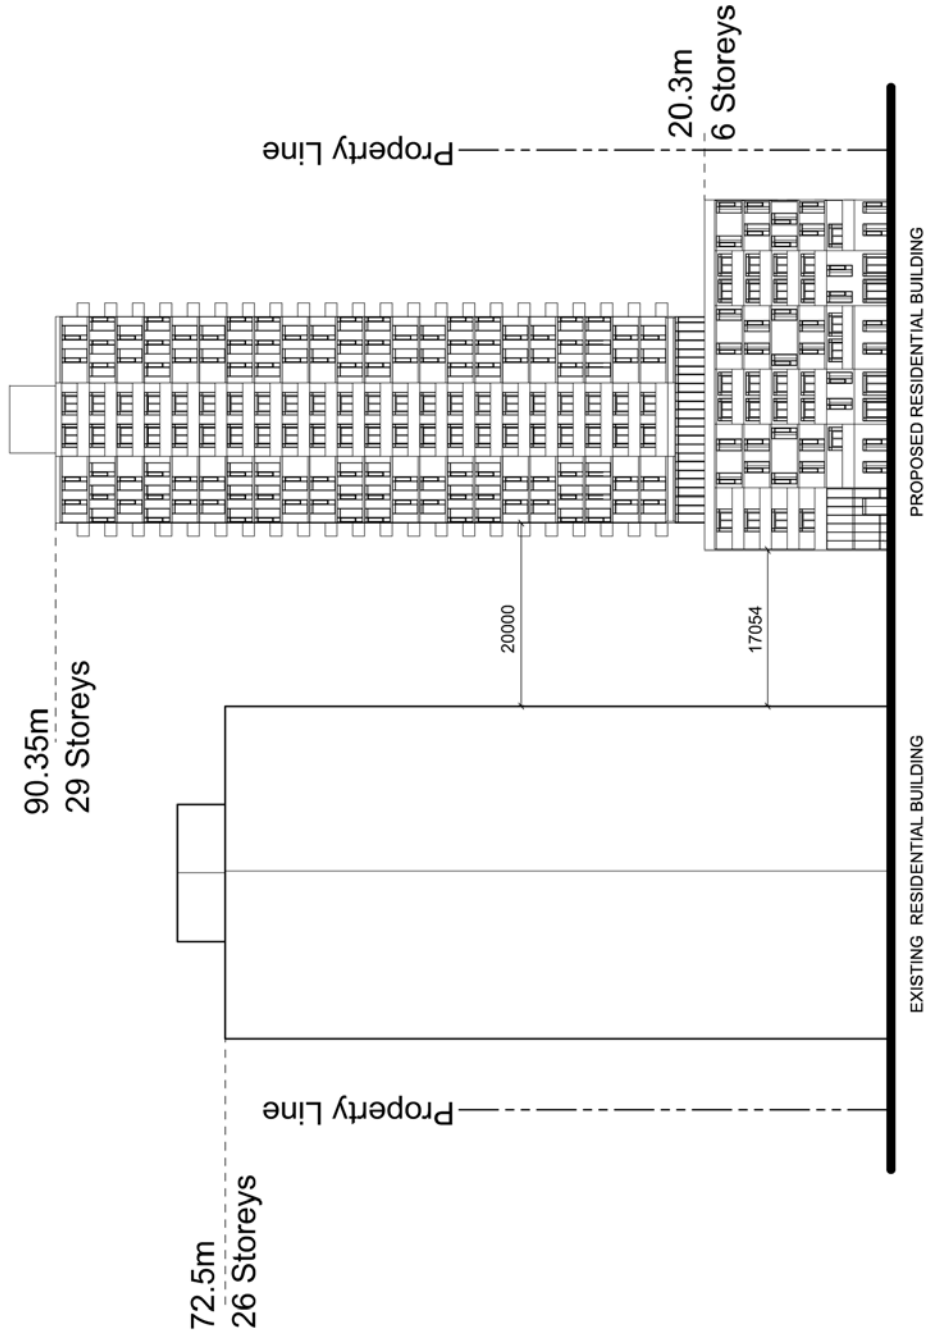 90.35m
29 Storeys
20.3m
6 Storeys
72.5m
26 Storeys
Property Line
Property Line
20000
17054
EXISTING RESIDENTIAL BUILDING
PROPOSED RESIDENTIAL BUILDING